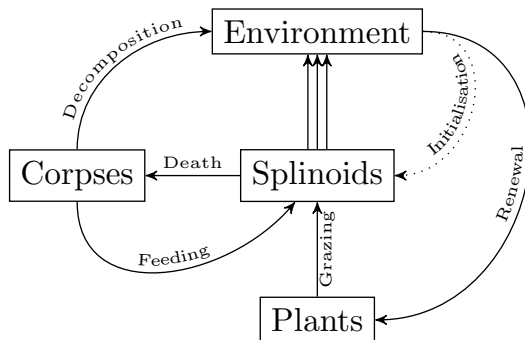 Environment
Decomposition
Initialisation
Corpses
Death
Splinoids
Renewal
Feeding
Grazing
Plants